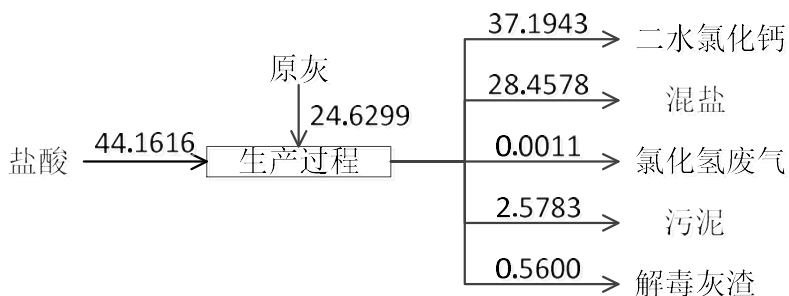 37.1943
二水氯化钙
原灰
28.4578
混盐
24.6299
44.1616
0.0011
盐酸
生产过程
氯化氢废气
2.5783
污泥
0.5600
解毒灰渣